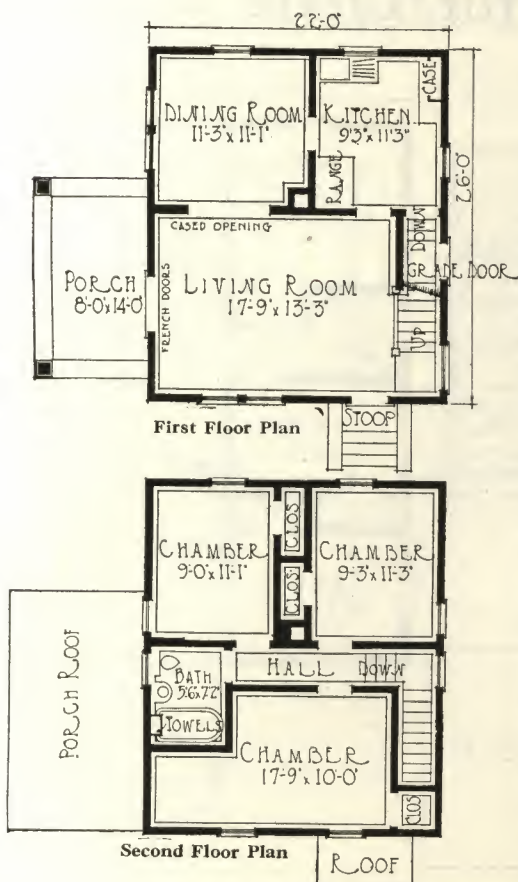 22'-0"
DINING ROOM
11'-3" x 11'-1"
KITCHEN
9'3" x 11'3"
CASE
RANGE
26'-0"
CASED OPENING
DOWN
GRADE DOOR
PORCH
8'-0" x 14'-0"
FRENCH DOORS
LIVING ROOM
17'-9" x 13'-3"
UP
First Floor Plan
STOOP
CHAMBER
9'-0" x 11'-1"
CLOS
CLOS.
CHAMBER
9'-3" x 11'-3"
PORCH ROOF
HALL
DOWN
BATH
5'6" x 7'2"
TOWELS
CHAMBER
17'-9" x 10'-0"
CLOS
Second Floor Plan
ROOF